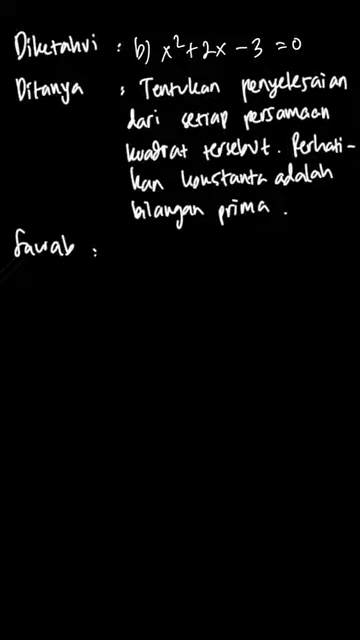 Diketahui : b) x² + 2x - 3 = 0
Ditanya : Tentukan penyelesaian
dari setiap persamaan
kuadrat tersebut. Perhati-
kan konstanta adalah
bilangan prima.
Jawab :